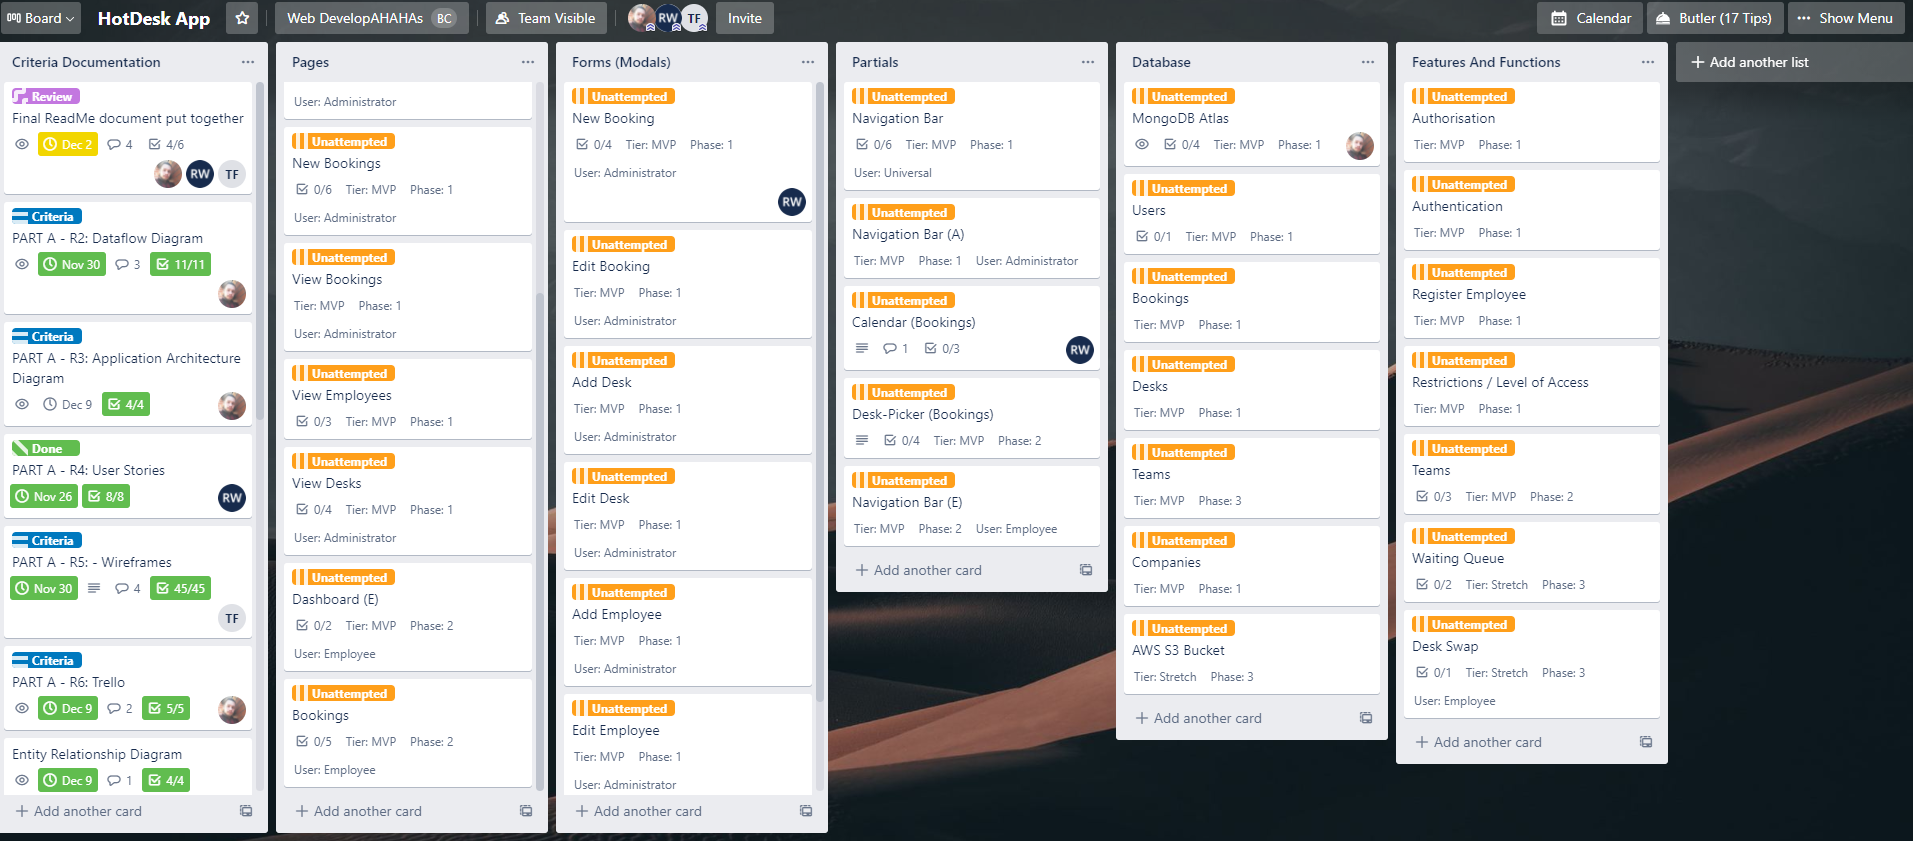 Board
HotDesk App
Web DevelopAHAHAs BC
Team Visible
RW
TF
Invite
Calendar
Butler (17 Tips)
Show Menu
Criteria Documentation
Review
Final ReadMe document put together
Dec 2 4 4/6
RW TF
Criteria
PART A - R2: Dataflow Diagram
Nov 30 3 11/11
Criteria
PART A - R3: Application Architecture
Diagram
Dec 9 4/4
Done
PART A - R4: User Stories
Nov 26 8/8
RW
Criteria
PART A - R5: - Wireframes
Nov 30 4 45/45
TF
Criteria
PART A - R6: Trello
Dec 9 2 5/5
Entity Relationship Diagram
Dec 9 1 4/4
+ Add another card
Pages
User: Administrator
Unattempted
New Bookings
0/6 Tier: MVP Phase: 1
User: Administrator
Unattempted
View Bookings
Tier: MVP Phase: 1
User: Administrator
Unattempted
View Employees
0/3 Tier: MVP Phase: 1
Unattempted
View Desks
0/4 Tier: MVP Phase: 1
User: Administrator
Unattempted
Dashboard (E)
0/2 Tier: MVP Phase: 2
User: Employee
Unattempted
Bookings
0/5 Tier: MVP Phase: 2
User: Employee
+ Add another card
Forms (Modals)
Unattempted
New Booking
0/4 Tier: MVP Phase: 1
User: Administrator
RW
Unattempted
Edit Booking
Tier: MVP Phase: 1
User: Administrator
Unattempted
Add Desk
Tier: MVP Phase: 1
User: Administrator
Unattempted
Edit Desk
Tier: MVP Phase: 1
User: Administrator
Unattempted
Add Employee
Tier: MVP Phase: 1
User: Administrator
Unattempted
Edit Employee
Tier: MVP Phase: 1
User: Administrator
+ Add another card
Partials
Unattempted
Navigation Bar
0/6 Tier: MVP Phase: 1
User: Universal
Unattempted
Navigation Bar (A)
Tier: MVP Phase: 1 User: Administrator
Unattempted
Calendar (Bookings)
1 0/3
RW
Unattempted
Desk-Picker (Bookings)
0/4 Tier: MVP Phase: 2
Unattempted
Navigation Bar (E)
Tier: MVP Phase: 2 User: Employee
+ Add another card
Database
Unattempted
MongoDB Atlas
0/4 Tier: MVP Phase: 1
Unattempted
Users
0/1 Tier: MVP Phase: 1
Unattempted
Bookings
Tier: MVP Phase: 1
Unattempted
Desks
Tier: MVP Phase: 1
Unattempted
Teams
Tier: MVP Phase: 3
Unattempted
Companies
Tier: MVP Phase: 1
Unattempted
AWS S3 Bucket
Tier: Stretch Phase: 3
+ Add another card
Features And Functions
Unattempted
Authorisation
Tier: MVP Phase: 1
Unattempted
Authentication
Tier: MVP Phase: 1
Unattempted
Register Employee
Tier: MVP Phase: 1
Unattempted
Restrictions / Level of Access
Tier: MVP Phase: 1
Unattempted
Teams
0/3 Tier: MVP Phase: 2
Unattempted
Waiting Queue
0/2 Tier: Stretch Phase: 3
Unattempted
Desk Swap
0/1 Tier: Stretch Phase: 3
User: Employee
+ Add another card
+ Add another list